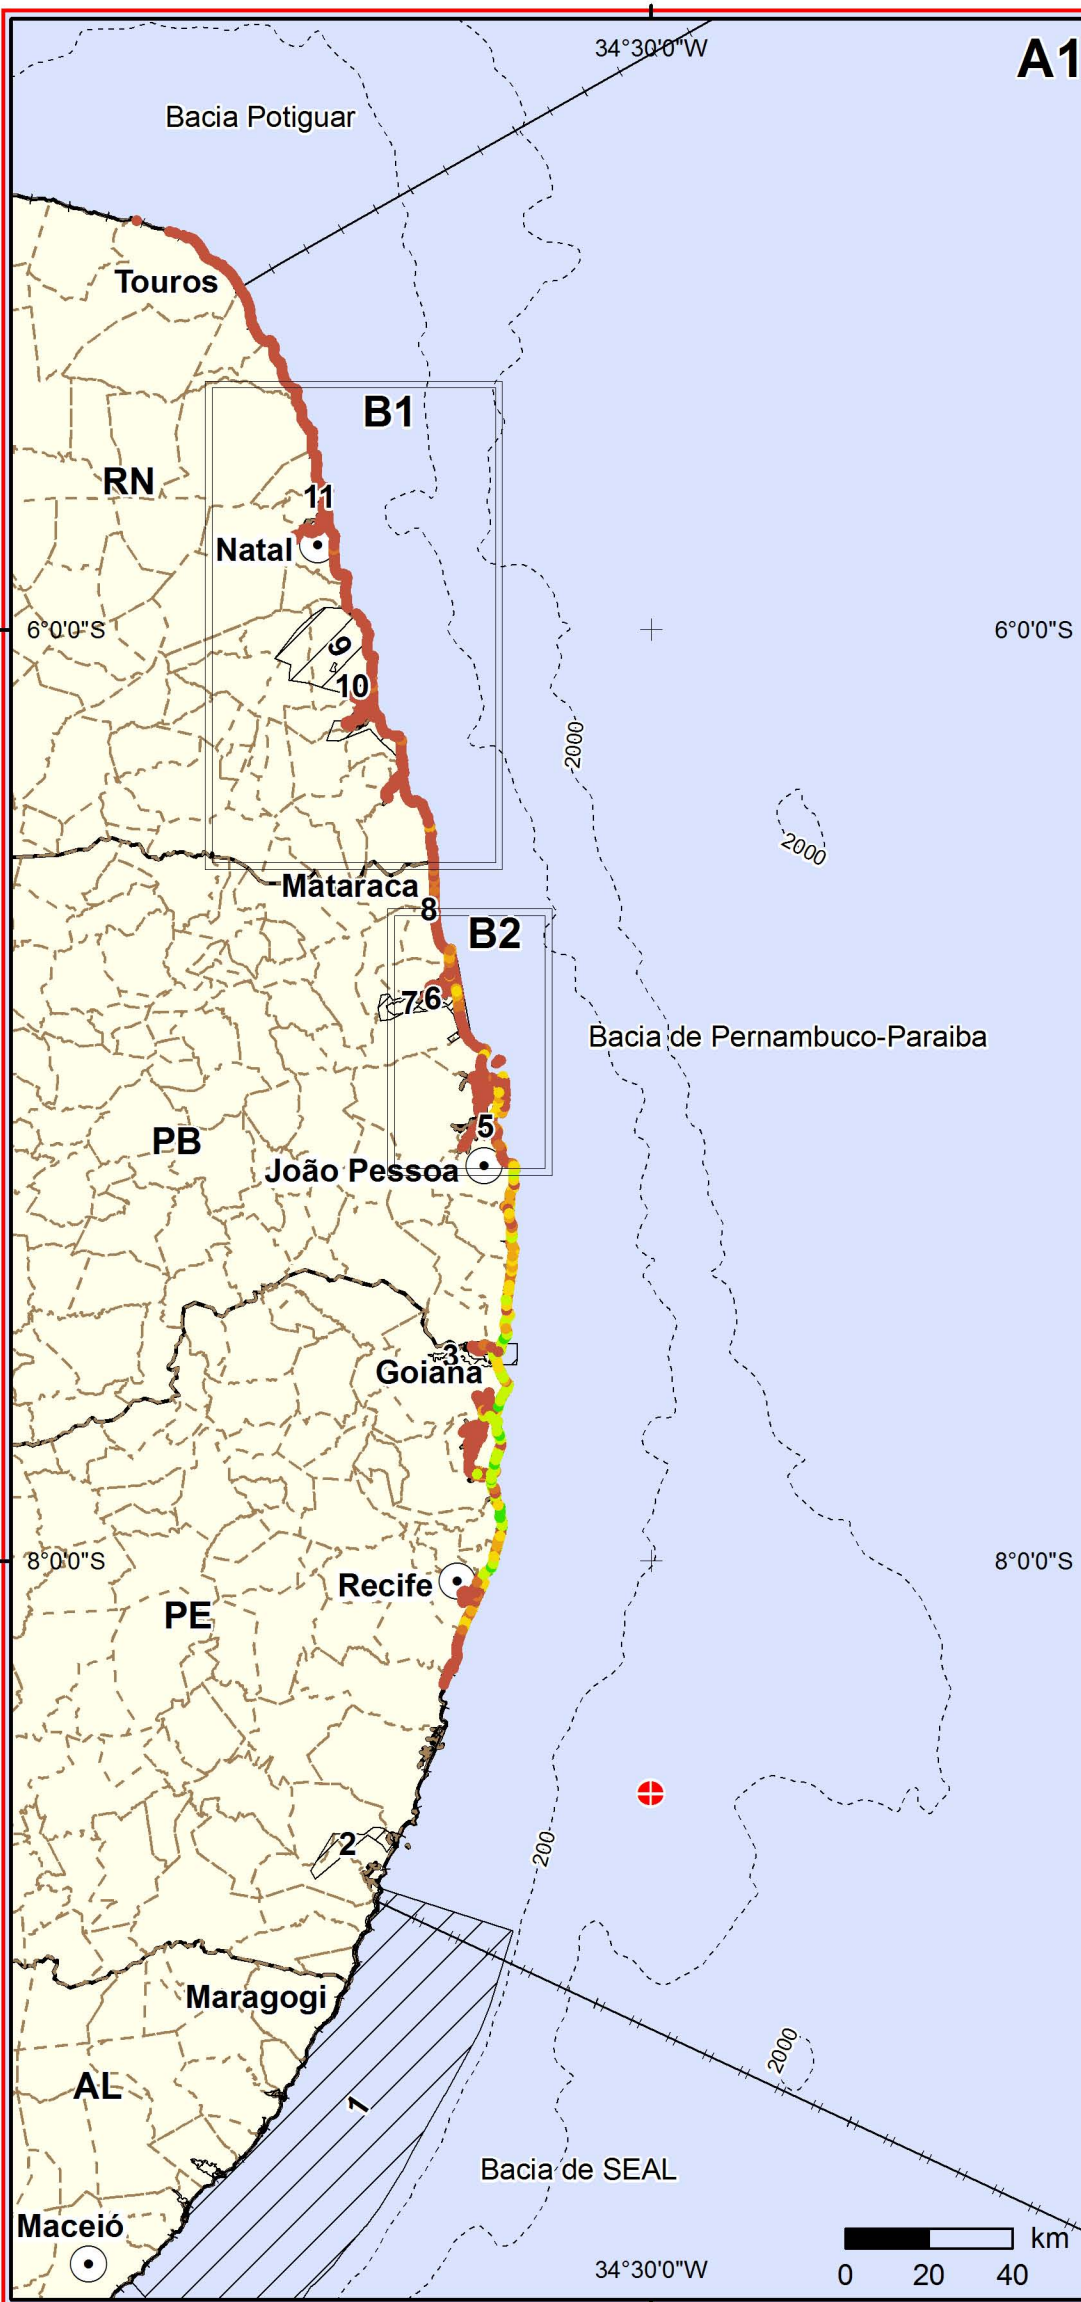 34°30'0"W
A1
Bacia Potiguar
Touros
B1
RN
11
Natal
6°0'0"S
6°0'0"S
9
10
2000
2000
Mataraca
8
B2
7
6
Bacia de Pernambuco-Paraiba
5
PB
João Pessoa
3
Goiana
8°0'0"S
8°0'0"S
Recife
PE
2
200
Maragogi
2000
AL
1
Bacia de SEAL
Maceió
km
34°30'0"W
0 20 40